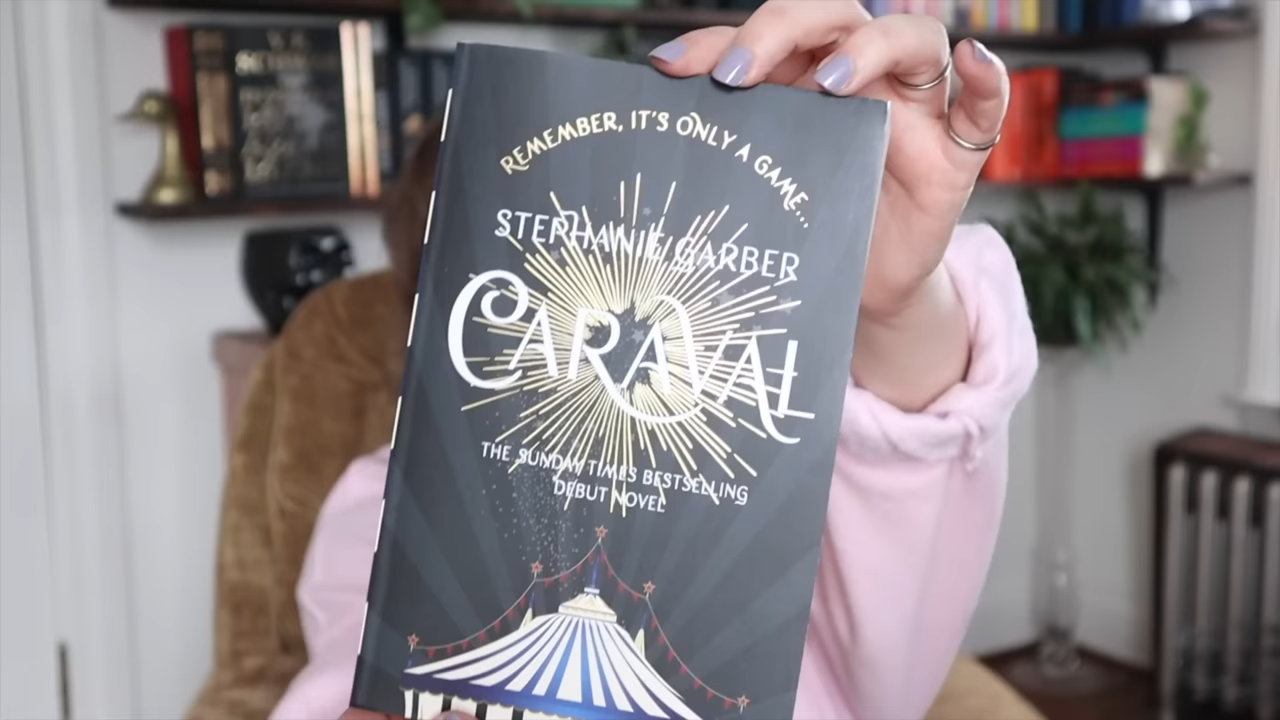 REMEMBER, IT'S ONLY A GAME...
STEPHANIE GARBER
CARAVAL
THE SUNDAY TIMES BESTSELLING
DEBUT NOVEL